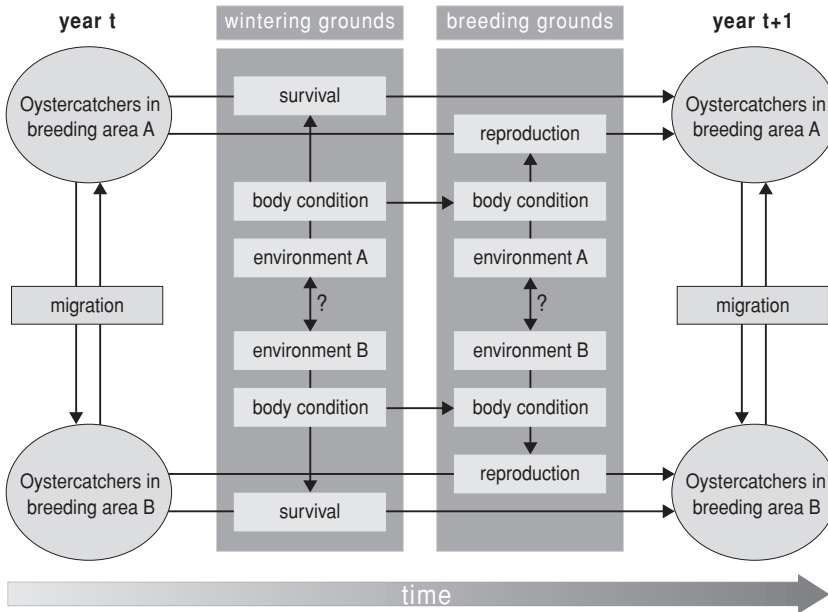 year t
wintering grounds
breeding grounds
year t+1
Oystercatchers in
breeding area A
survival
reproduction
Oystercatchers in
breeding area A
body condition
body condition
environment A
environment A
migration
?
?
migration
environment B
environment B
body condition
body condition
Oystercatchers in
breeding area B
reproduction
survival
Oystercatchers in
breeding area B
time